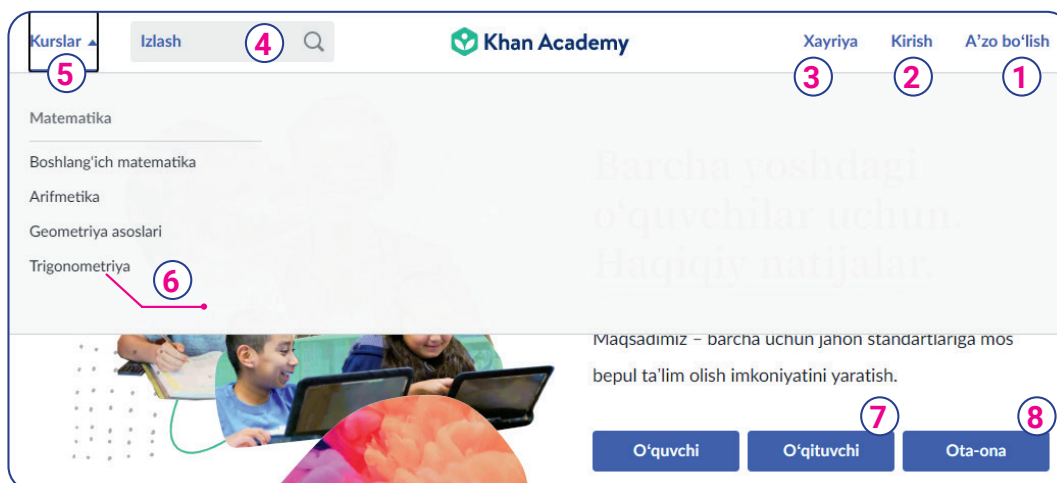 Kurslar Izlash 4 Khan Academy Xayriya Kirish A'zo bo'lish
5 3 2 1
Matematika
Boshlang'ich matematika
Arifmetika
Geometriya asoslari
Trigonometriya
6
Barcha yoshdagi
o'quvchilar uchun.
Haqiqiy natijalar.
Maqsadimiz – barcha uchun jahon standartlariga mos
bepul ta'lim olish imkoniyatini yaratish.
7 8
O'quvchi O'qituvchi Ota-ona